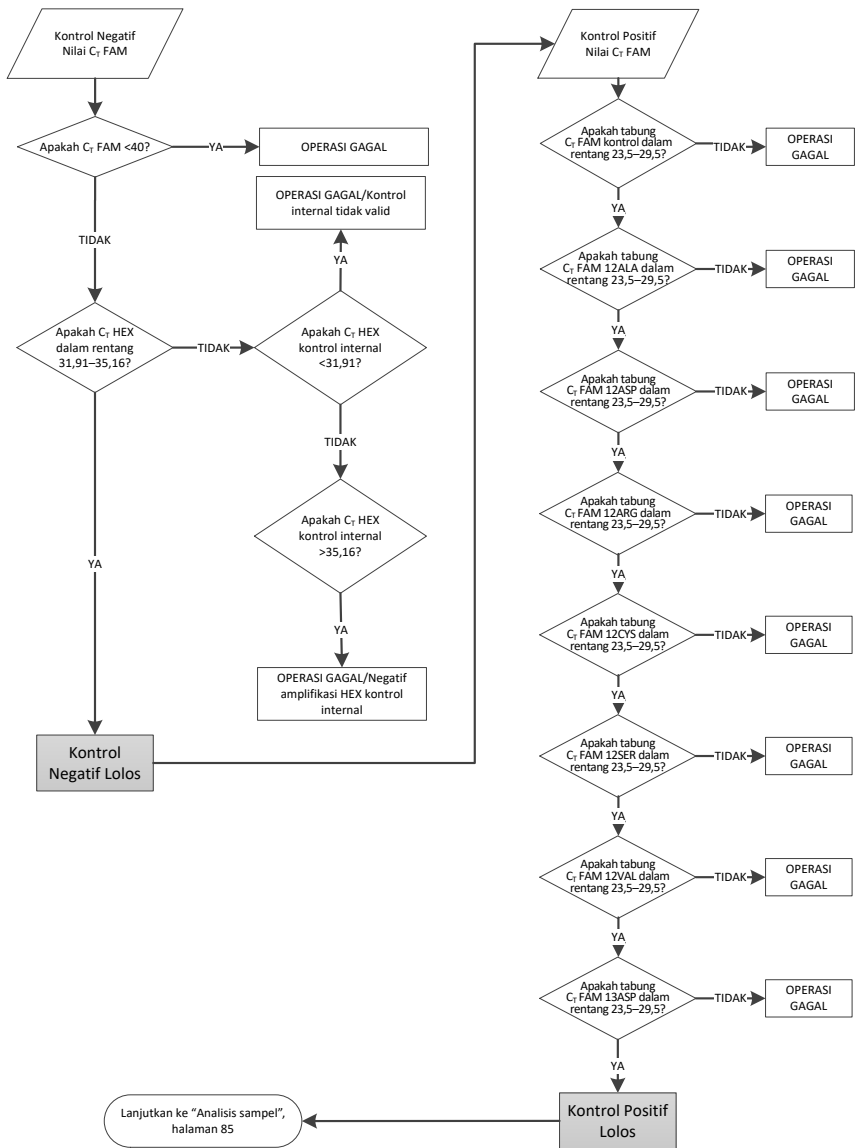 Kontrol Negatif
Nilai CT FAM
Apakah CT FAM <40?
YA
OPERASI GAGAL
TIDAK
Apakah CT HEX
dalam rentang
31,91–35,16?
TIDAK
Apakah CT HEX
kontrol internal
<31,91?
YA
OPERASI GAGAL/Kontrol
internal tidak valid
TIDAK
Apakah CT HEX
kontrol internal
>35,16?
YA
OPERASI GAGAL/Negatif
amplifikasi HEX kontrol
internal
YA
Kontrol
Negatif Lolos
Kontrol Positif
Nilai CT FAM
Apakah tabung
CT FAM kontrol dalam
rentang 23,5–29,5?
TIDAK
OPERASI
GAGAL
YA
Apakah tabung
CT FAM 12ALA dalam
rentang 23,5–29,5?
TIDAK
OPERASI
GAGAL
YA
Apakah tabung
CT FAM 12ASP dalam
rentang 23,5–29,5?
TIDAK
OPERASI
GAGAL
YA
Apakah tabung
CT FAM 12ARG dalam
rentang 23,5–29,5?
TIDAK
OPERASI
GAGAL
YA
Apakah tabung
CT FAM 12CYS dalam
rentang 23,5–29,5?
TIDAK
OPERASI
GAGAL
YA
Apakah tabung
CT FAM 12SER dalam
rentang 23,5–29,5?
TIDAK
OPERASI
GAGAL
YA
Apakah tabung
CT FAM 12VAL dalam
rentang 23,5–29,5?
TIDAK
OPERASI
GAGAL
YA
Apakah tabung
CT FAM 13ASP dalam
rentang 23,5–29,5?
TIDAK
OPERASI
GAGAL
YA
Kontrol Positif
Lolos
Lanjutkan ke “Analisis sampel”,
halaman 85